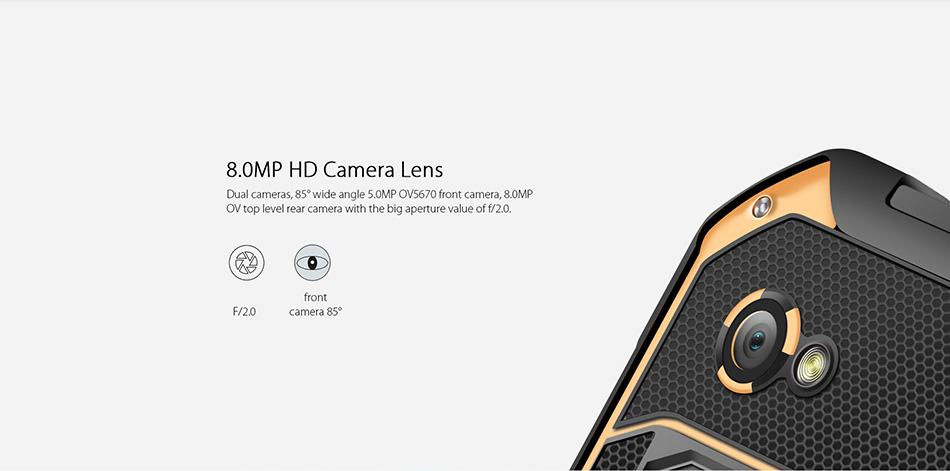 8.0MP HD Camera Lens
Dual cameras, 85° wide angle 5.0MP OV5670 front camera, 8.0MP
OV top level rear camera with the big aperture value of f/2.0.
F/2.0
front
camera 85°